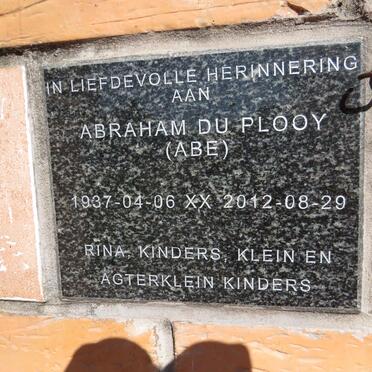 IN LIEFDEVOLLE HERINNERING
AAN
ABRAHAM DU PLOOY
(ABE)
1937-04-06 XX 2012-08-29
RINA, KINDERS, KLEIN EN
AGTERKLEIN KINDERS